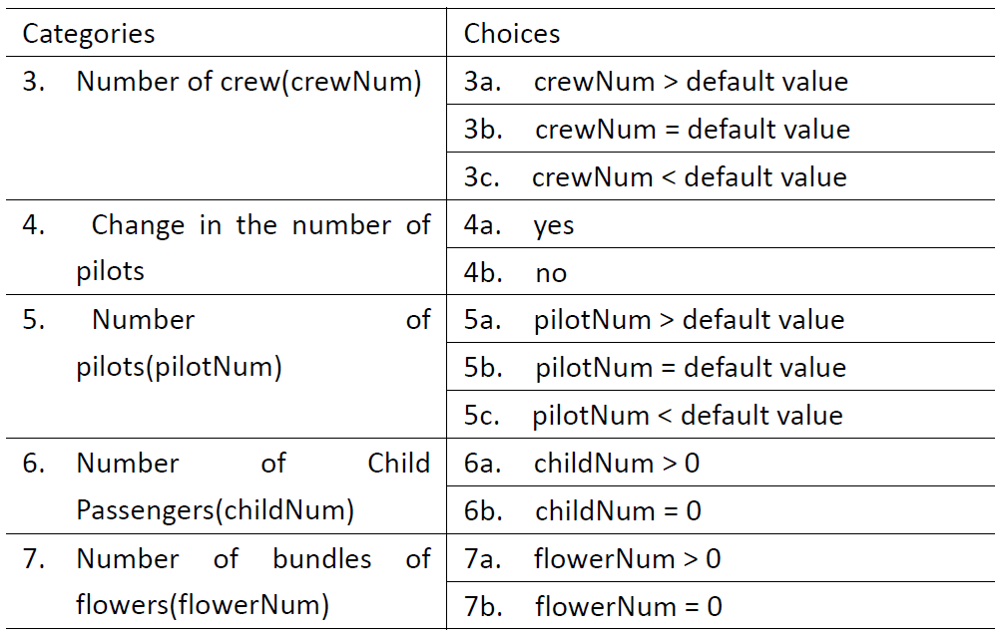 Categories Choices
3. Number of crew(crewNum) 3a. crewNum > default value
3b. crewNum = default value
3c. crewNum < default value
4. Change in the number of 4a. yes
pilots 4b. no
5. Number of 5a. pilotNum > default value
pilots(pilotNum) 5b. pilotNum = default value
5c. pilotNum < default value
6. Number of Child 6a. childNum > 0
Passengers(childNum) 6b. childNum = 0
7. Number of bundles of 7a. flowerNum > 0
flowers(flowerNum) 7b. flowerNum = 0